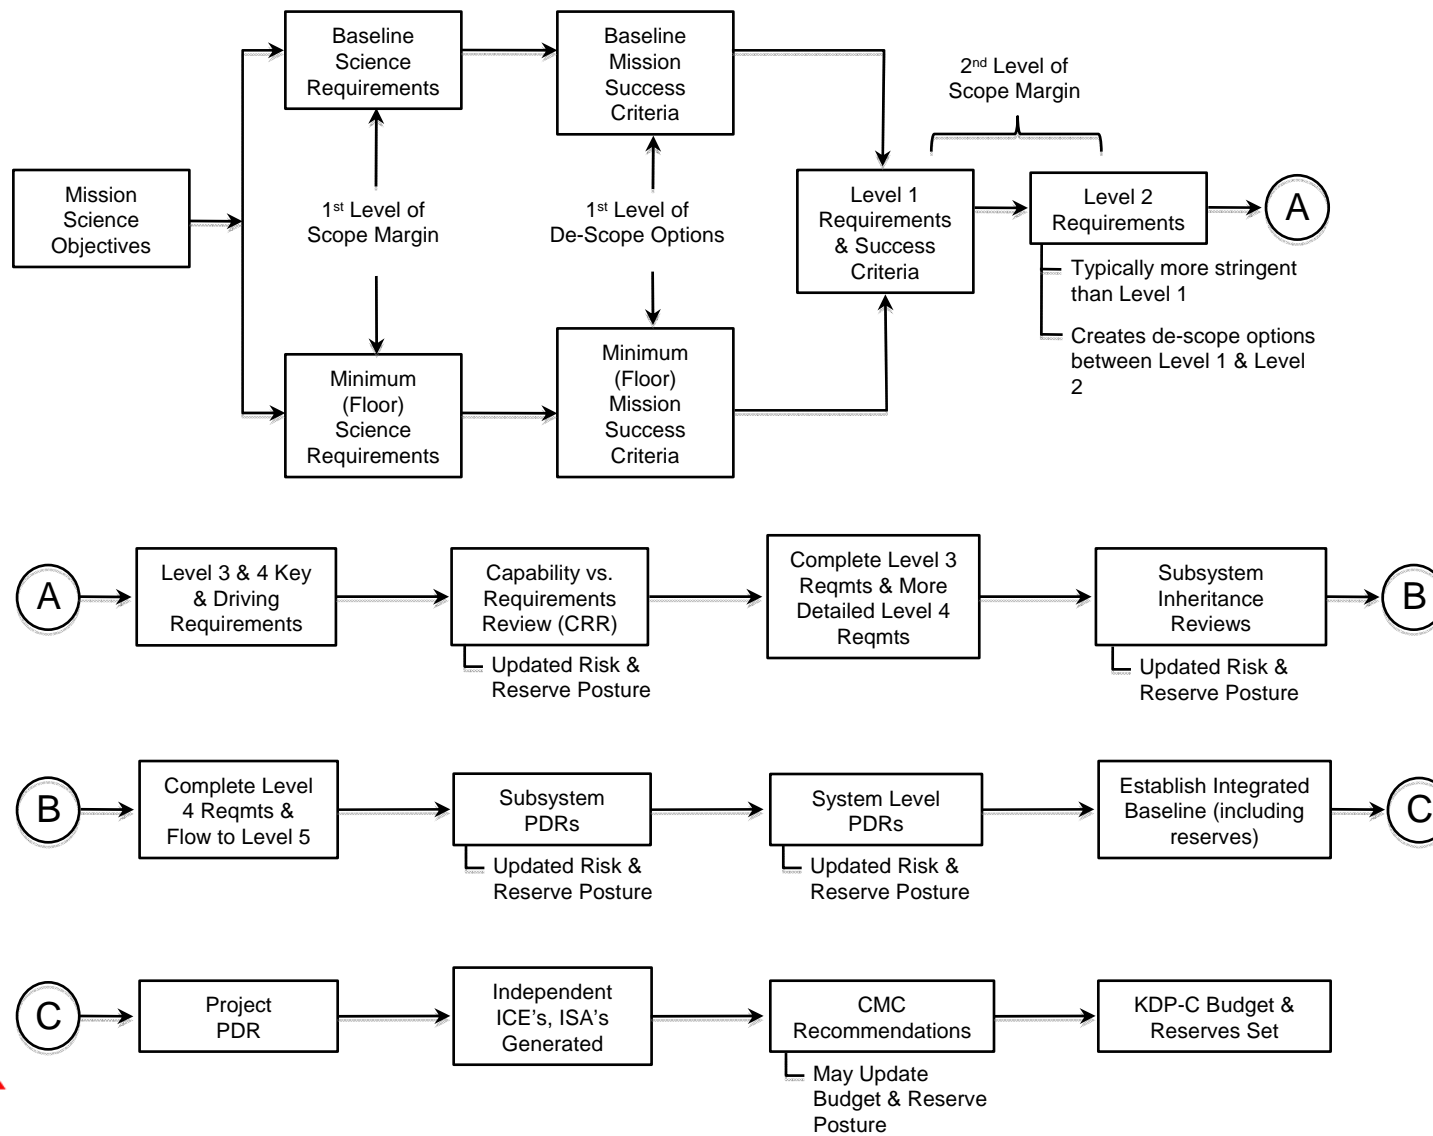 Baseline
Science
Requirements
Baseline
Mission
Success
Criteria
2nd Level of
Scope Margin
Mission
Science
Objectives
1st Level of
Scope Margin
1st Level of
De-Scope Options
Level 1
Requirements
& Success
Criteria
Level 2
Requirements
A
Typically more stringent
than Level 1
Creates de-scope options
between Level 1 & Level
2
Minimum
(Floor)
Science
Requirements
Minimum
(Floor)
Mission
Success
Criteria
A
Level 3 & 4 Key
& Driving
Requirements
Capability vs.
Requirements
Review (CRR)
Updated Risk &
Reserve Posture
Complete Level 3
Reqmts & More
Detailed Level 4
Reqmts
Subsystem
Inheritance
Reviews
Updated Risk &
Reserve Posture
B
B
Complete Level
4 Reqmts &
Flow to Level 5
Subsystem
PDRs
Updated Risk &
Reserve Posture
System Level
PDRs
Updated Risk &
Reserve Posture
Establish Integrated
Baseline (including
reserves)
C
C
Project
PDR
Independent
ICE's, ISA's
Generated
CMC
Recommendations
May Update
Budget & Reserve
Posture
KDP-C Budget &
Reserves Set